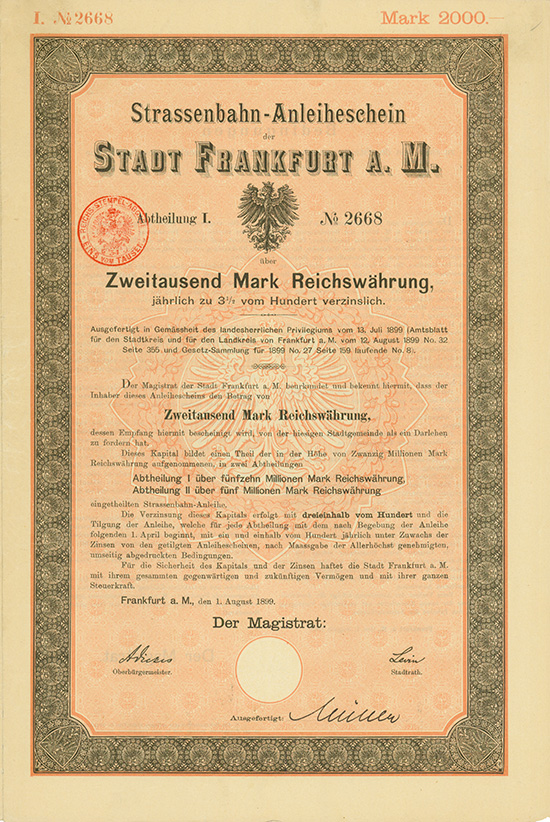 I. № 2668
Mark 2000.—
Strassenbahn-Anleiheschein
der
STADT FRANKFURT A. M.
Abtheilung I.
№ 2668
REICHS-STEMPEL-ABGABE
EINS vom TAUSEND
über
Zweitausend Mark Reichswährung,
jährlich zu 3½ vom Hundert verzinslich.
Ausgefertigt in Gemässheit des landesherrlichen Privilegiums vom 13. Juli 1899 (Amtsblatt
für den Stadtkreis und für den Landkreis von Frankfurt a. M. vom 12. August 1899 No. 32
Seite 355 und Gesetz-Sammlung für 1899 No. 27 Seite 159 laufende No. 8).
Der Magistrat der Stadt Frankfurt a. M. beurkundet und bekennt hiermit, dass der
Inhaber dieses Anleihescheins den Betrag von
Zweitausend Mark Reichswährung,
dessen Empfang hiermit bescheinigt wird, von der hiesigen Stadtgemeinde als ein Darlehen
zu fordern hat.
Dieses Kapital bildet einen Theil der in der Höhe von Zwanzig Millionen Mark
Reichswährung aufgenommenen, in zwei Abtheilungen
Abtheilung I über fünfzehn Millionen Mark Reichswährung,
Abtheilung II über fünf Millionen Mark Reichswährung
eingetheilten Strassenbahn-Anleihe.
Die Verzinsung dieses Kapitals erfolgt mit dreieinhalb vom Hundert und die
Tilgung der Anleihe, welche für jede Abtheilung mit dem nach Begebung der Anleihe
folgenden 1. April beginnt, mit ein und einhalb vom Hundert jährlich unter Zuwachs der
Zinsen von den getilgten Anleihescheinen, nach Maassgabe der Allerhöchst genehmigten,
umseitig abgedruckten Bedingungen.
Für die Sicherheit des Kapitals und der Zinsen haftet die Stadt Frankfurt a. M.
mit ihrem gesammten gegenwärtigen und zukünftigen Vermögen und mit ihrer ganzen
Steuerkraft.
Frankfurt a. M., den 1. August 1899.
Der Magistrat:
Adickes
Oberbürgermeister.
Levin
Stadtrath.
Ausgefertigt: